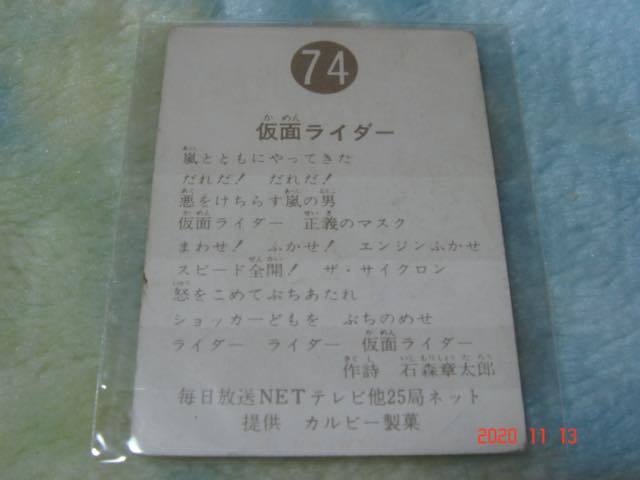 74
仮面ライダー
嵐とともにやってきた
だれだ！ だれだ！
悪をけちらす嵐の男
仮面ライダー 正義のマスク
まわせ！ ふかせ！ エンジンふかせ
スピード全開！ ザ・サイクロン
怒をこめてぶちあたれ
ショッカーどもを ぶちのめせ
ライダー ライダー 仮面ライダー
作詩 石森章太郎
毎日放送NETテレビ他25局ネット
提供 カルビー製菓
2020 11 13